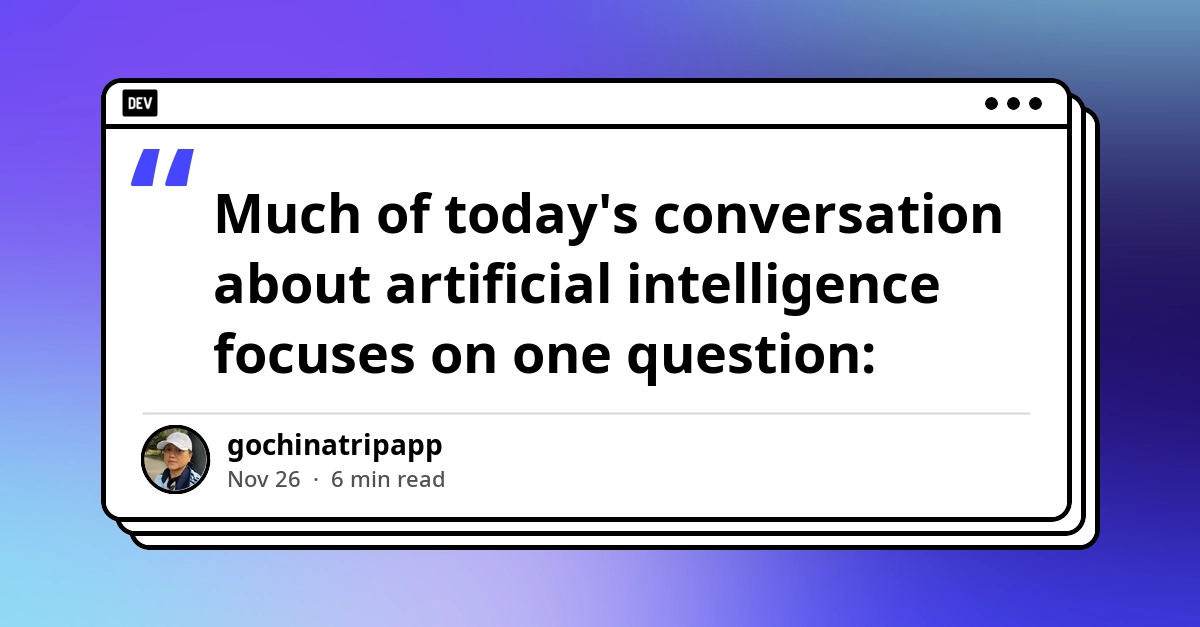 DEV
Much of today's conversation
about artificial intelligence
focuses on one question:
gochinatripapp
Nov 26 · 6 min read